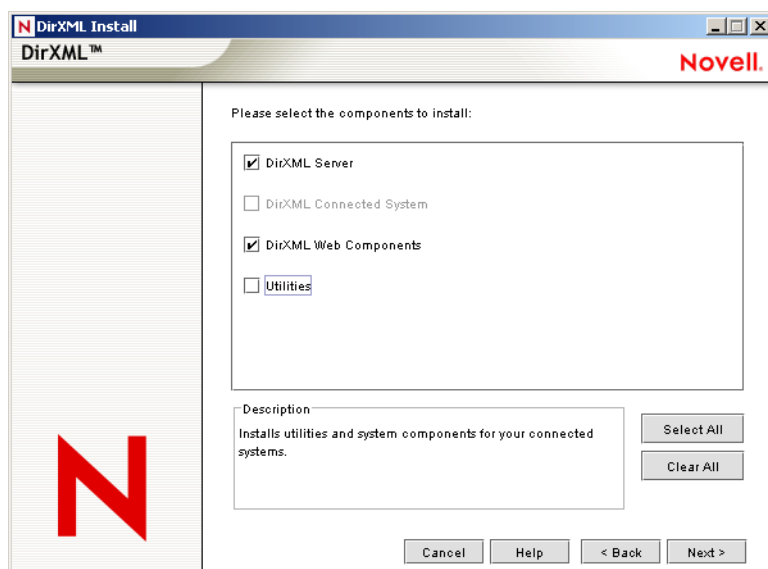 DirXML Install
DirXML™
Novell.
Please select the components to install:
DirXML Server
DirXML Connected System
DirXML Web Components
Utilities
Description
Installs utilities and system components for your connected
systems.
Select All
Clear All
N
Cancel
Help
< Back
Next >